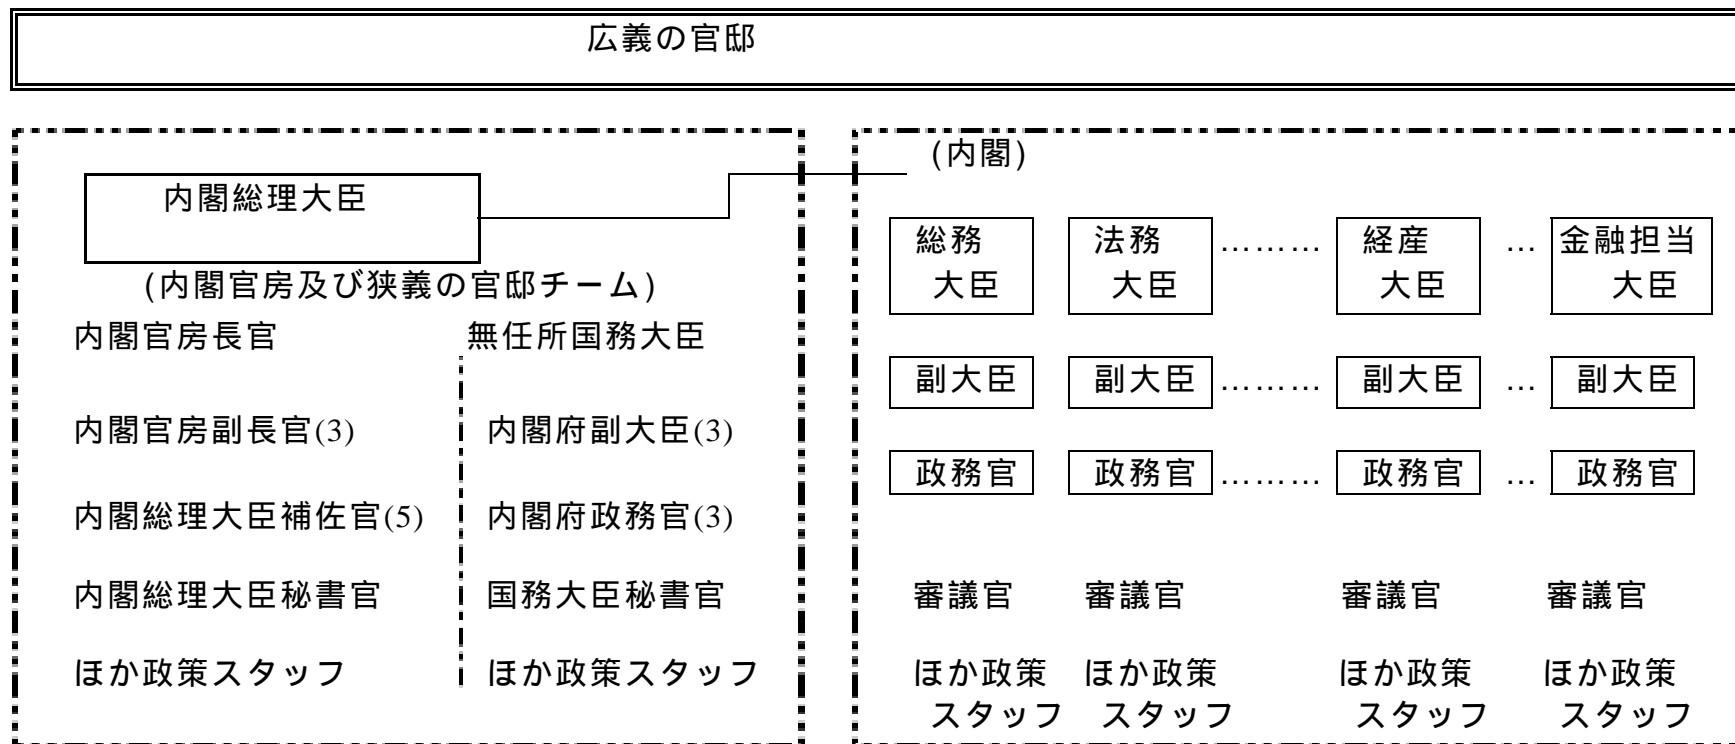 広義の官邸
内閣総理大臣
(内閣官房及び狭義の官邸チーム)
内閣官房長官 無任所国務大臣
内閣官房副長官(3) 内閣府副大臣(3)
内閣総理大臣補佐官(5) 内閣府政務官(3)
内閣総理大臣秘書官 国務大臣秘書官
ほか政策スタッフ ほか政策スタッフ
(内閣)
総務 法務 ……… 経産 … 金融担当
大臣 大臣 大臣 大臣
副大臣 副大臣 ……… 副大臣 … 副大臣
政務官 政務官 ……… 政務官 … 政務官
審議官 審議官 審議官 審議官
ほか政策 ほか政策 ほか政策 ほか政策
スタッフ スタッフ スタッフ スタッフ